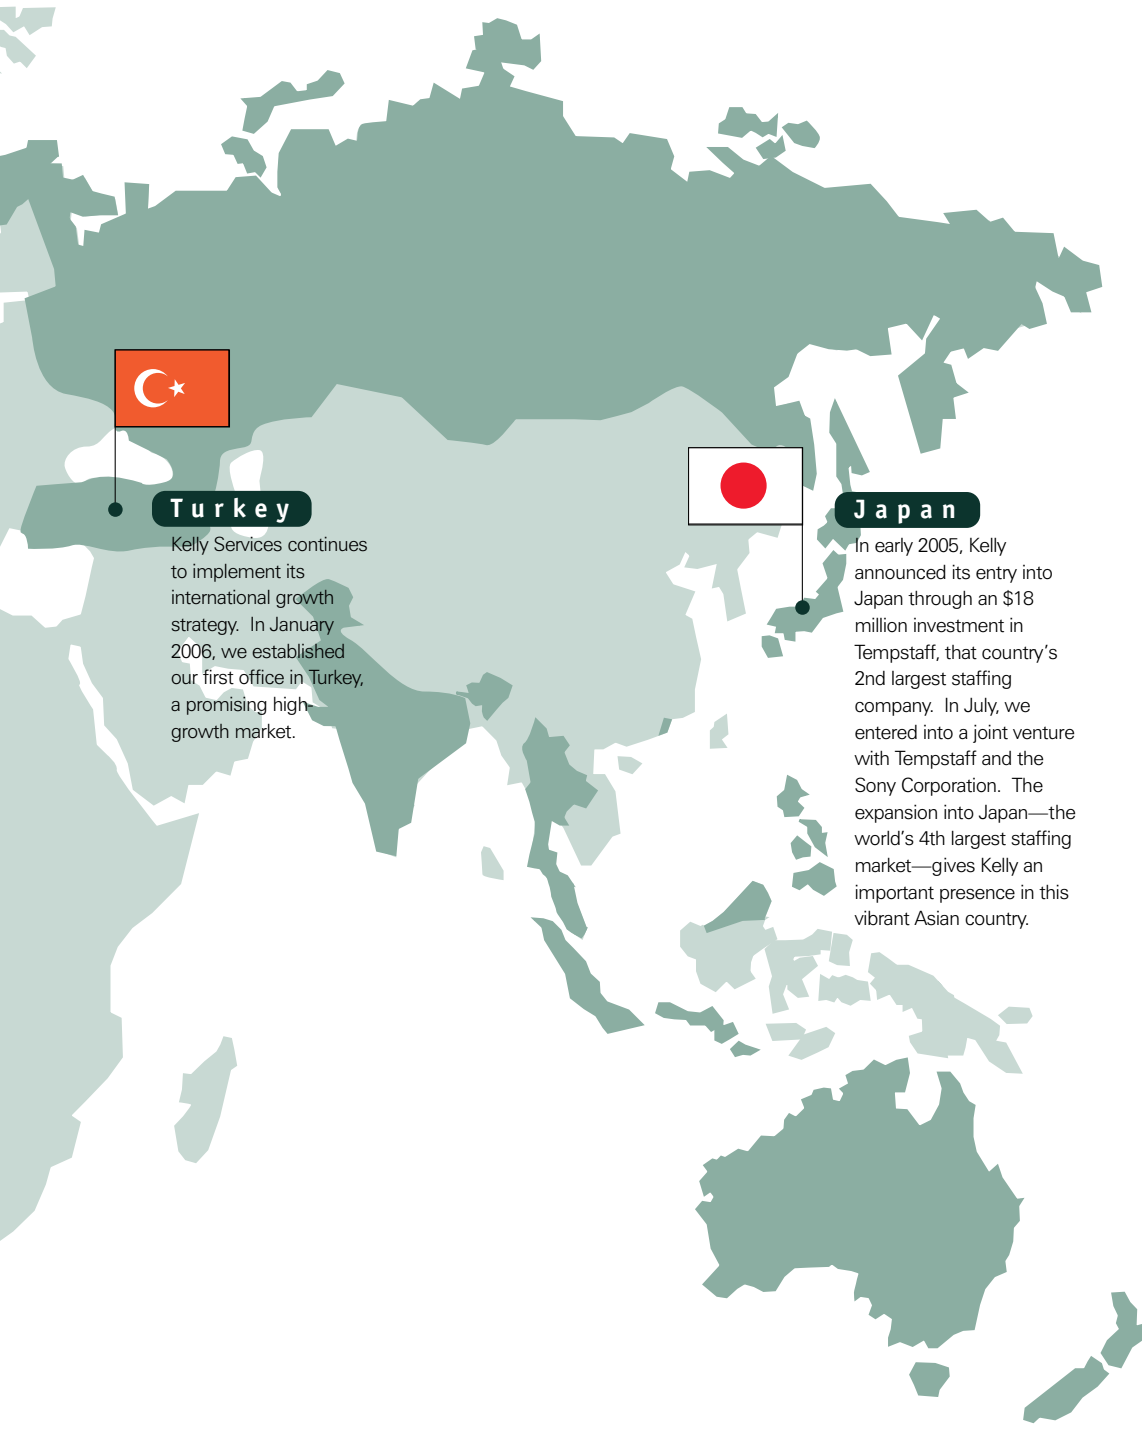 Turkey
Kelly Services continues
to implement its
international growth
strategy.  In January
2006, we established
our first office in Turkey,
a promising high-
growth market.
Japan
In early 2005, Kelly
announced its entry into
Japan through an $18
million investment in
Tempstaff, that country's
2nd largest staffing
company.  In July, we
entered into a joint venture
with Tempstaff and the
Sony Corporation.  The
expansion into Japan—the
world's 4th largest staffing
market—gives Kelly an
important presence in this
vibrant Asian country.